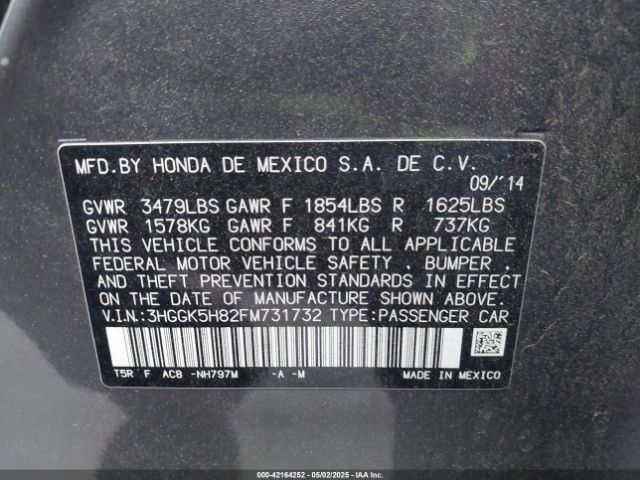 MFD. BY HONDA DE MEXICO S.A. DE C.V.
09/'14
GVWR 3479LBS GAWR F 1854LBS R 1625LBS
GVWR 1578KG GAWR F 841KG R 737KG
THIS VEHICLE CONFORMS TO ALL APPLICABLE
FEDERAL MOTOR VEHICLE SAFETY , BUMPER ,
AND THEFT PREVENTION STANDARDS IN EFFECT
ON THE DATE OF MANUFACTURE SHOWN ABOVE.
V.I.N.:3HGGK5H82FM731732 TYPE:PASSENGER CAR
T5R F AC8 -NH797M -A -M MADE IN MEXICO
000-42164252 05/02/2025 IAAI.COM